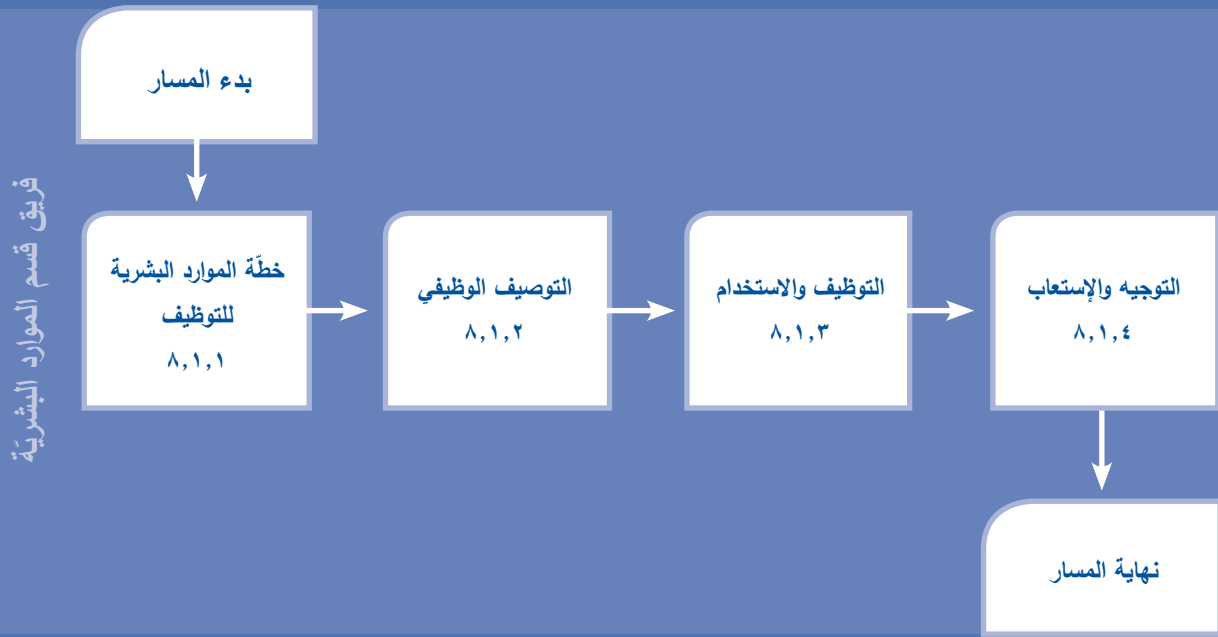 بدء المسار
فريق قسم الموارد البشريّة
خطّة الموارد البشرية
للتوظيف
٨,١,١
التوصيف الوظيفي
٨,١,٢
التوظيف والاستخدام
٨,١,٣
التوجيه والإستعاب
٨,١,٤
نهاية المسار